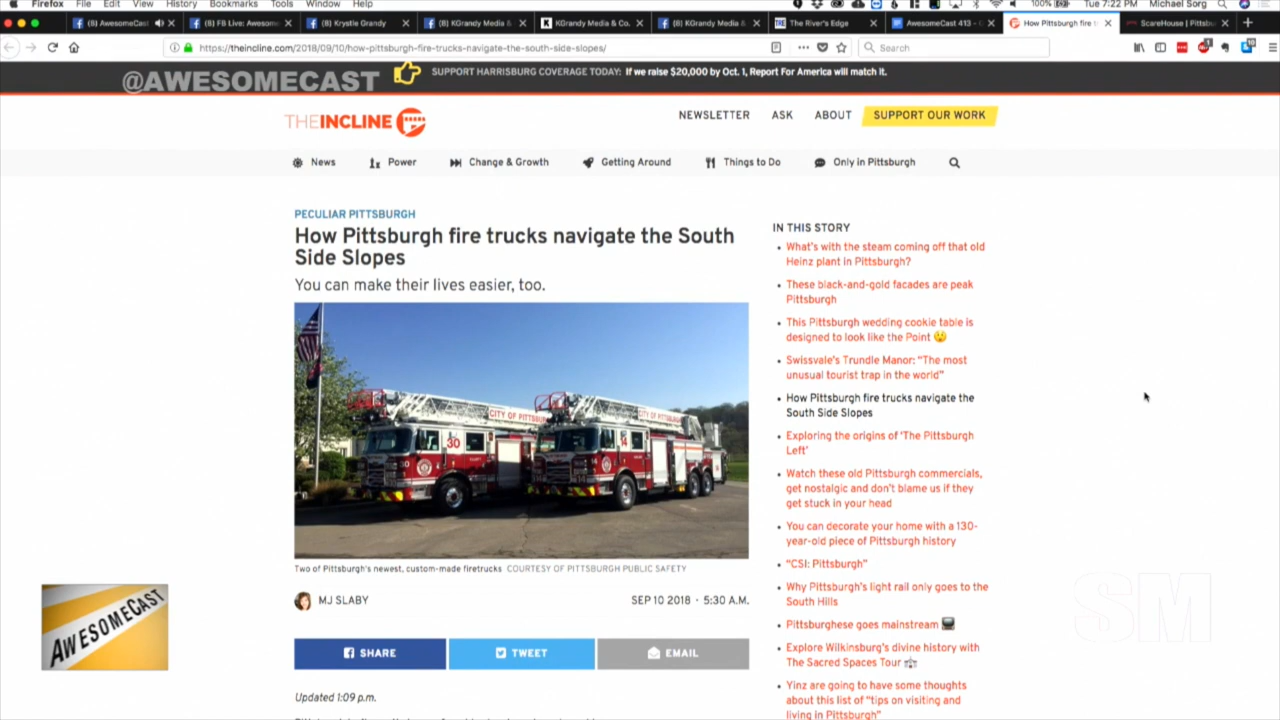 Firefox File Edit View History Bookmarks Tools Window Help
100% Tue 7:22 PM Michael Sorg
(8) AwesomeCast
(8) FB Live: Awesome
(8) Krystle Grandy
(8) KGrandy Media &
KGrandy Media & Co.
(8) KGrandy Media &
The River's Edge
AwesomeCast 413 -
How Pittsburgh fire t
ScareHouse | Pittsbu
https://theincline.com/2018/09/10/how-pittsburgh-fire-trucks-navigate-the-south-side-slopes/
Search
@AWESOMECAST
SUPPORT HARRISBURG COVERAGE TODAY: If we raise $20,000 by Oct. 1, Report For America will match it.
THEINCLINE
NEWSLETTER ASK ABOUT SUPPORT OUR WORK
News Power Change & Growth Getting Around Things to Do Only in Pittsburgh
PECULIAR PITTSBURGH
How Pittsburgh fire trucks navigate the South
Side Slopes
You can make their lives easier, too.
CITY OF PITTSBURGH
CITY OF PITTSBURGH
30
14
Two of Pittsburgh's newest, custom-made firetrucks COURTESY OF PITTSBURGH PUBLIC SAFETY
MJ SLABY
SEP 10 2018 · 5:30 A.M.
SHARE
TWEET
EMAIL
Updated 1:09 p.m.
IN THIS STORY
What's with the steam coming off that old
Heinz plant in Pittsburgh?
These black-and-gold facades are peak
Pittsburgh
This Pittsburgh wedding cookie table is
designed to look like the Point 😲
Swissvale's Trundle Manor: "The most
unusual tourist trap in the world"
How Pittsburgh fire trucks navigate the
South Side Slopes
Exploring the origins of 'The Pittsburgh
Left'
Watch these old Pittsburgh commercials,
get nostalgic and don't blame us if they
get stuck in your head
You can decorate your home with a 130-
year-old piece of Pittsburgh history
"CSI: Pittsburgh"
Why Pittsburgh's light rail only goes to the
South Hills
Pittsburghese goes mainstream
Explore Wilkinsburg's divine history with
The Sacred Spaces Tour
Yinz are going to have some thoughts
about this list of "tips on visiting and
living in Pittsburgh"
AWESOMECAST
SM